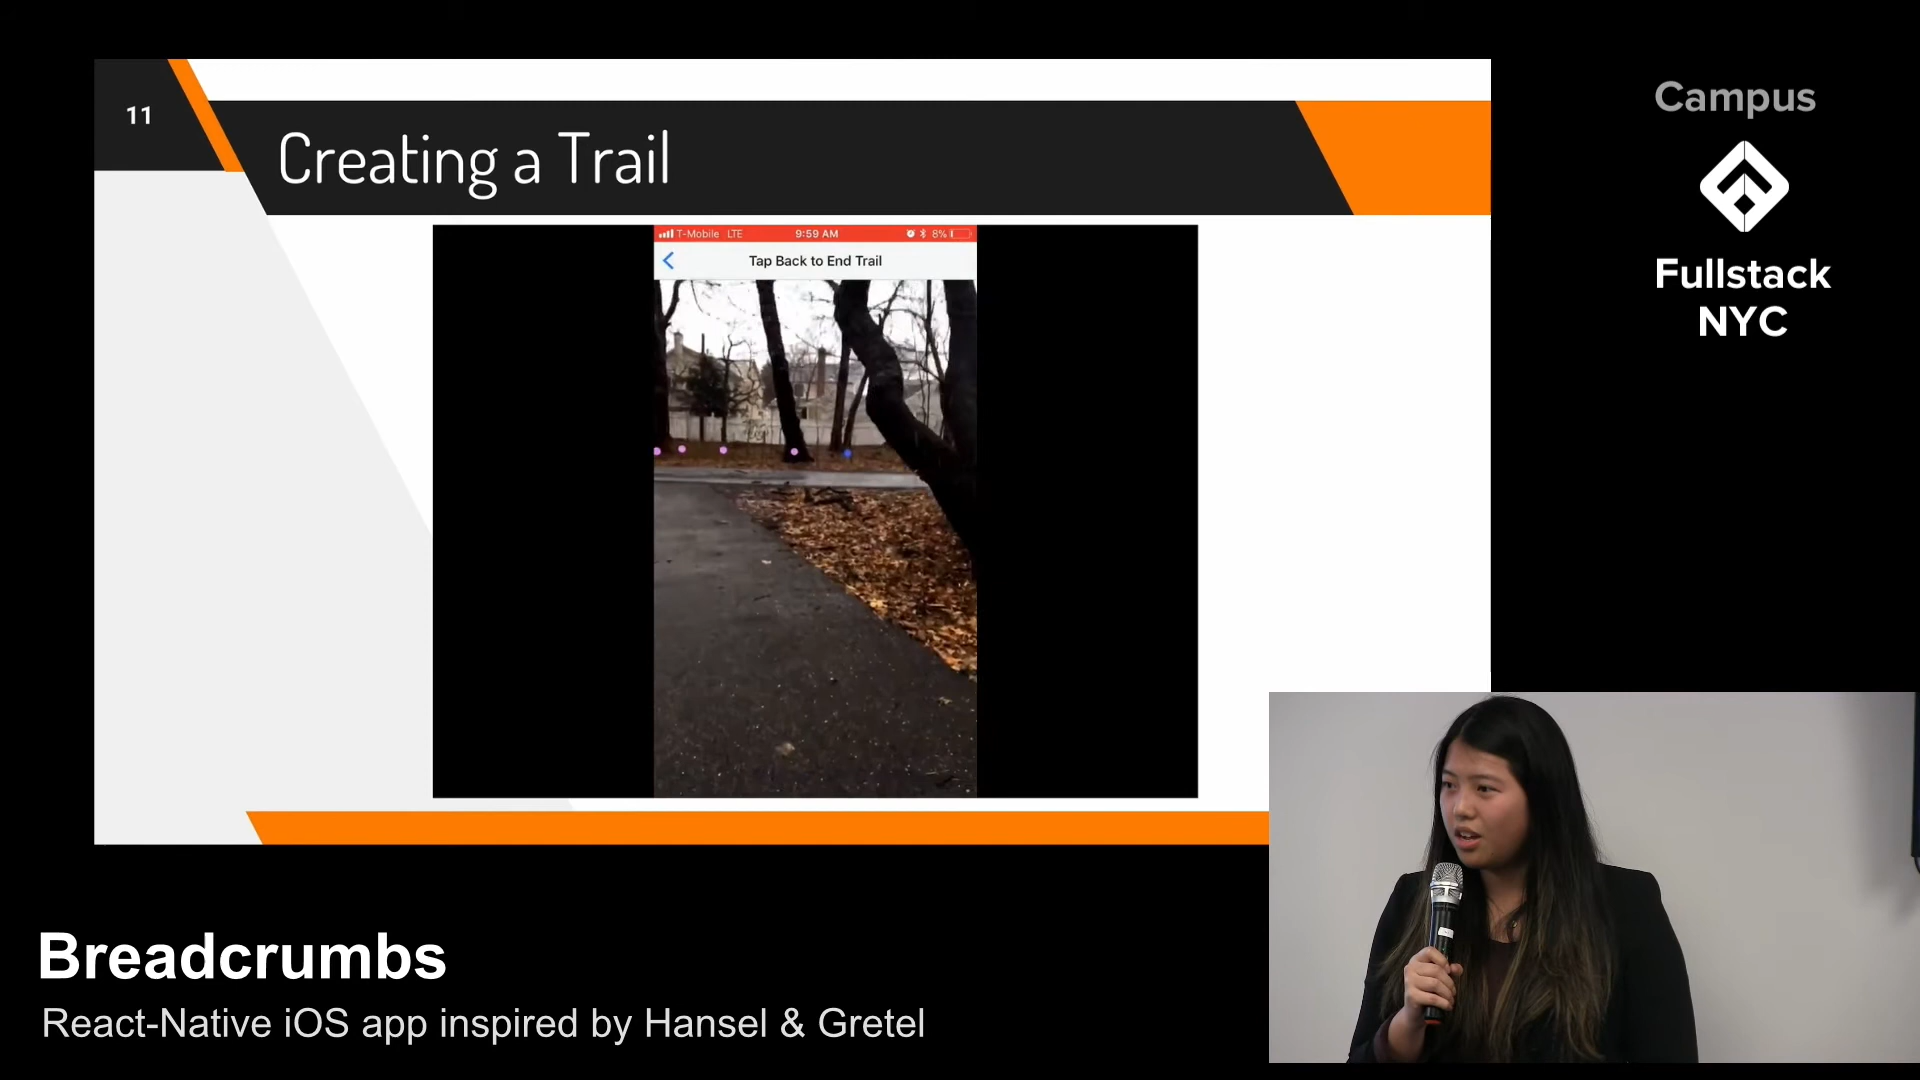 11
Creating a Trail
T-Mobile LTE 9:59 AM 8%
Tap Back to End Trail
Campus
Fullstack
NYC
Breadcrumbs
React-Native iOS app inspired by Hansel & Gretel